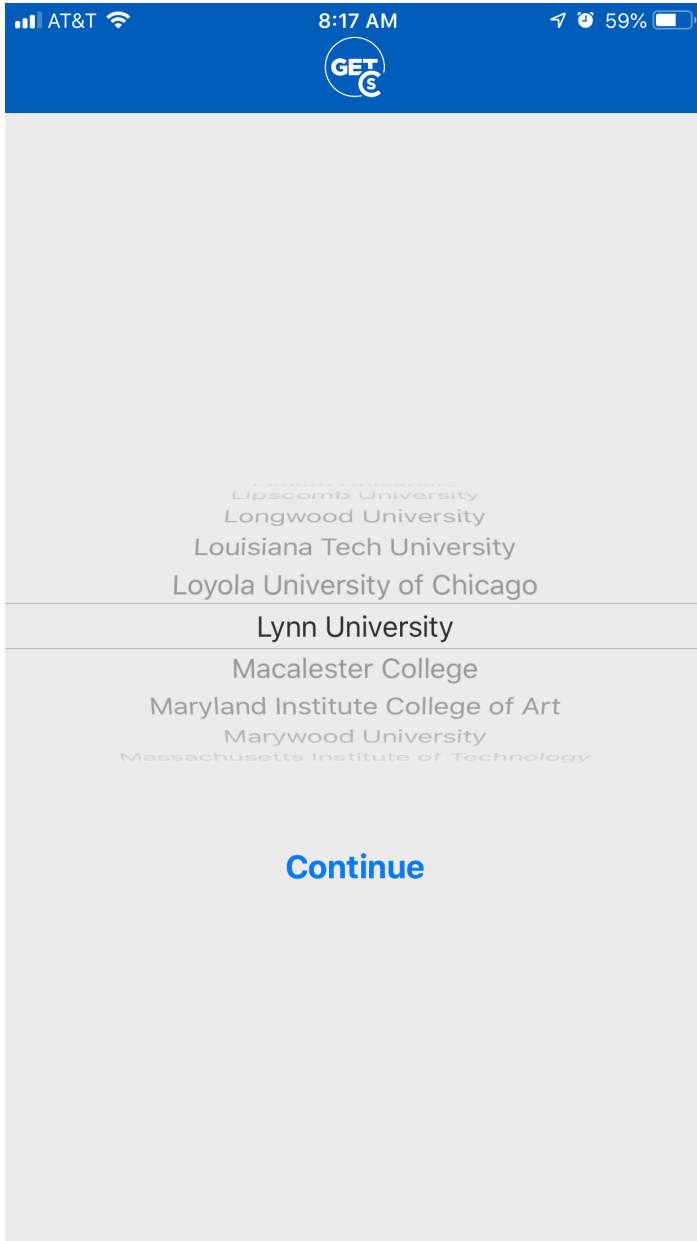 AT&T 8:17 AM 59%
GET
CS
Lipscomb University
Longwood University
Louisiana Tech University
Loyola University of Chicago
Lynn University
Macalester College
Maryland Institute College of Art
Marywood University
Massachusetts Institute of Technology
Continue